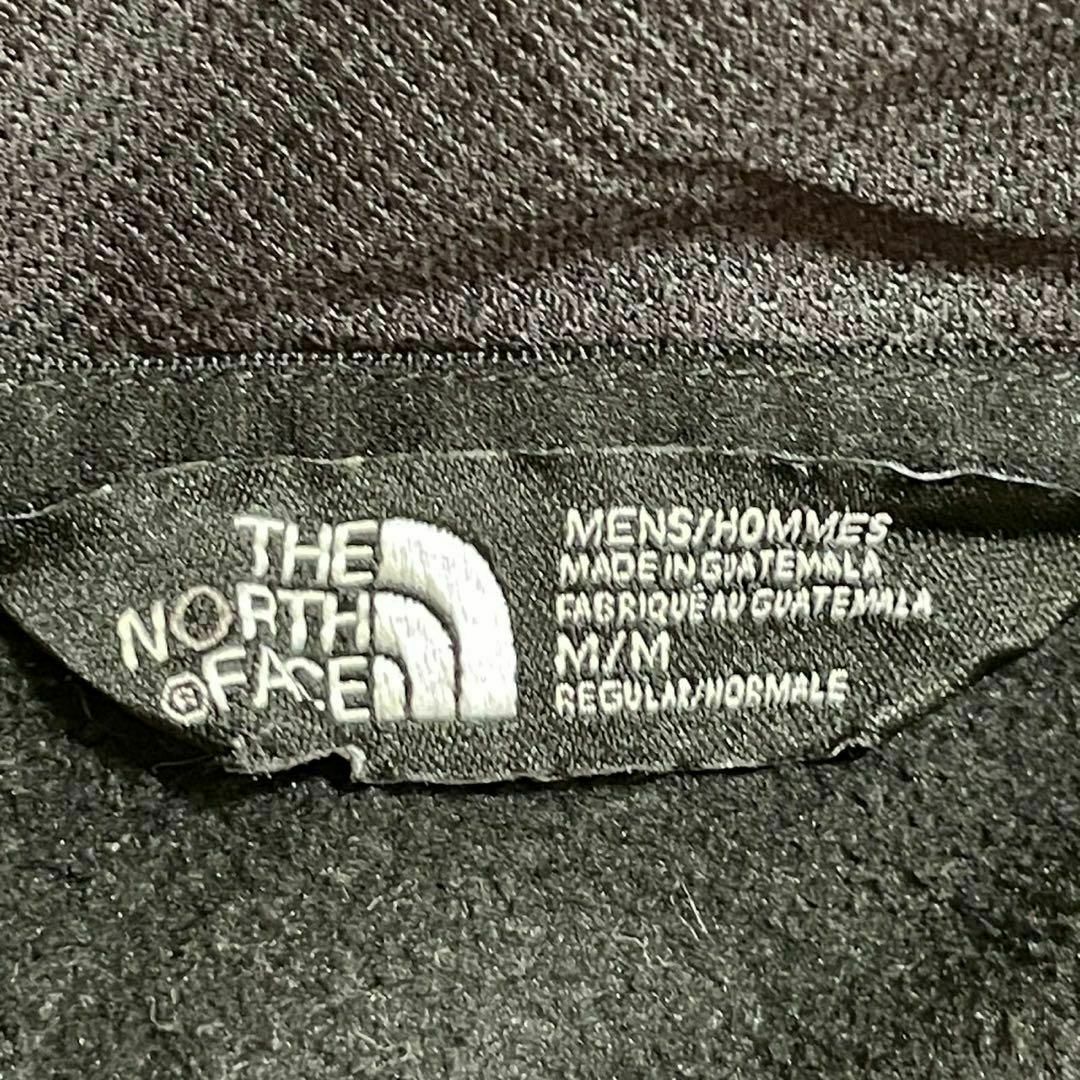 THE
NORTH
®FACE
MENS/HOMMES
MADE IN GUATEMALA
FABRIQUÉ AU GUATEMALA
M/M
REGULAR/NORMALE